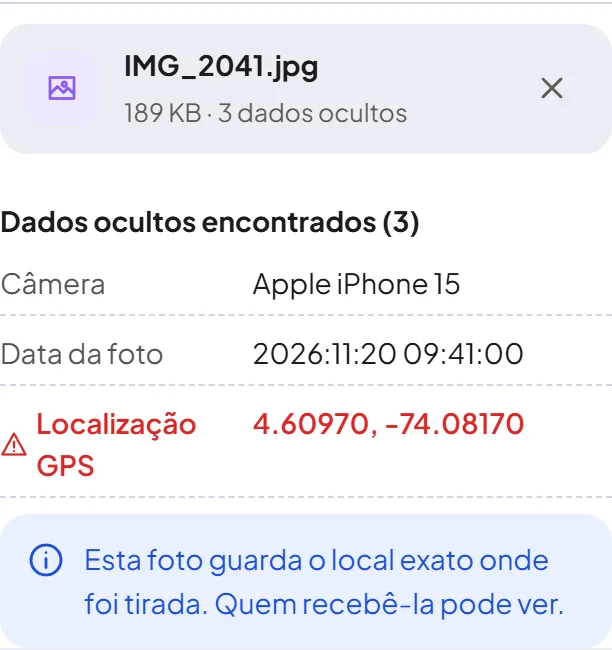 IMG_2041.jpg
189 KB · 3 dados ocultos
Dados ocultos encontrados (3)
Câmera Apple iPhone 15
Data da foto 2026:11:20 09:41:00
Localização GPS 4.60970, -74.08170
Esta foto guarda o local exato onde
foi tirada. Quem recebê-la pode ver.